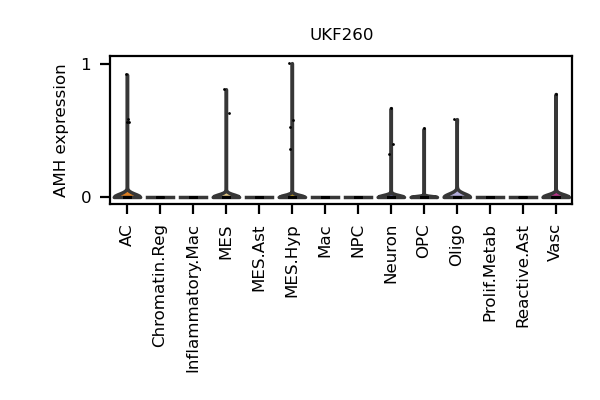 UKF260
AMH expression
1
0
AC
Chromatin.Reg
Inflammatory.Mac
MES
MES.Ast
MES.Hyp
Mac
NPC
Neuron
OPC
Oligo
Prolif.Metab
Reactive.Ast
Vasc